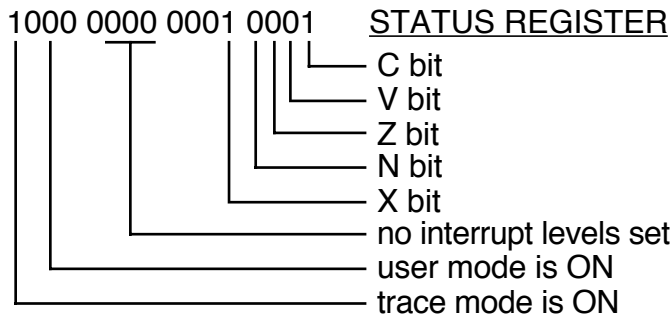 1000 0000 0001 0001 STATUS REGISTER
C bit
V bit
Z bit
N bit
X bit
no interrupt levels set
user mode is ON
trace mode is ON